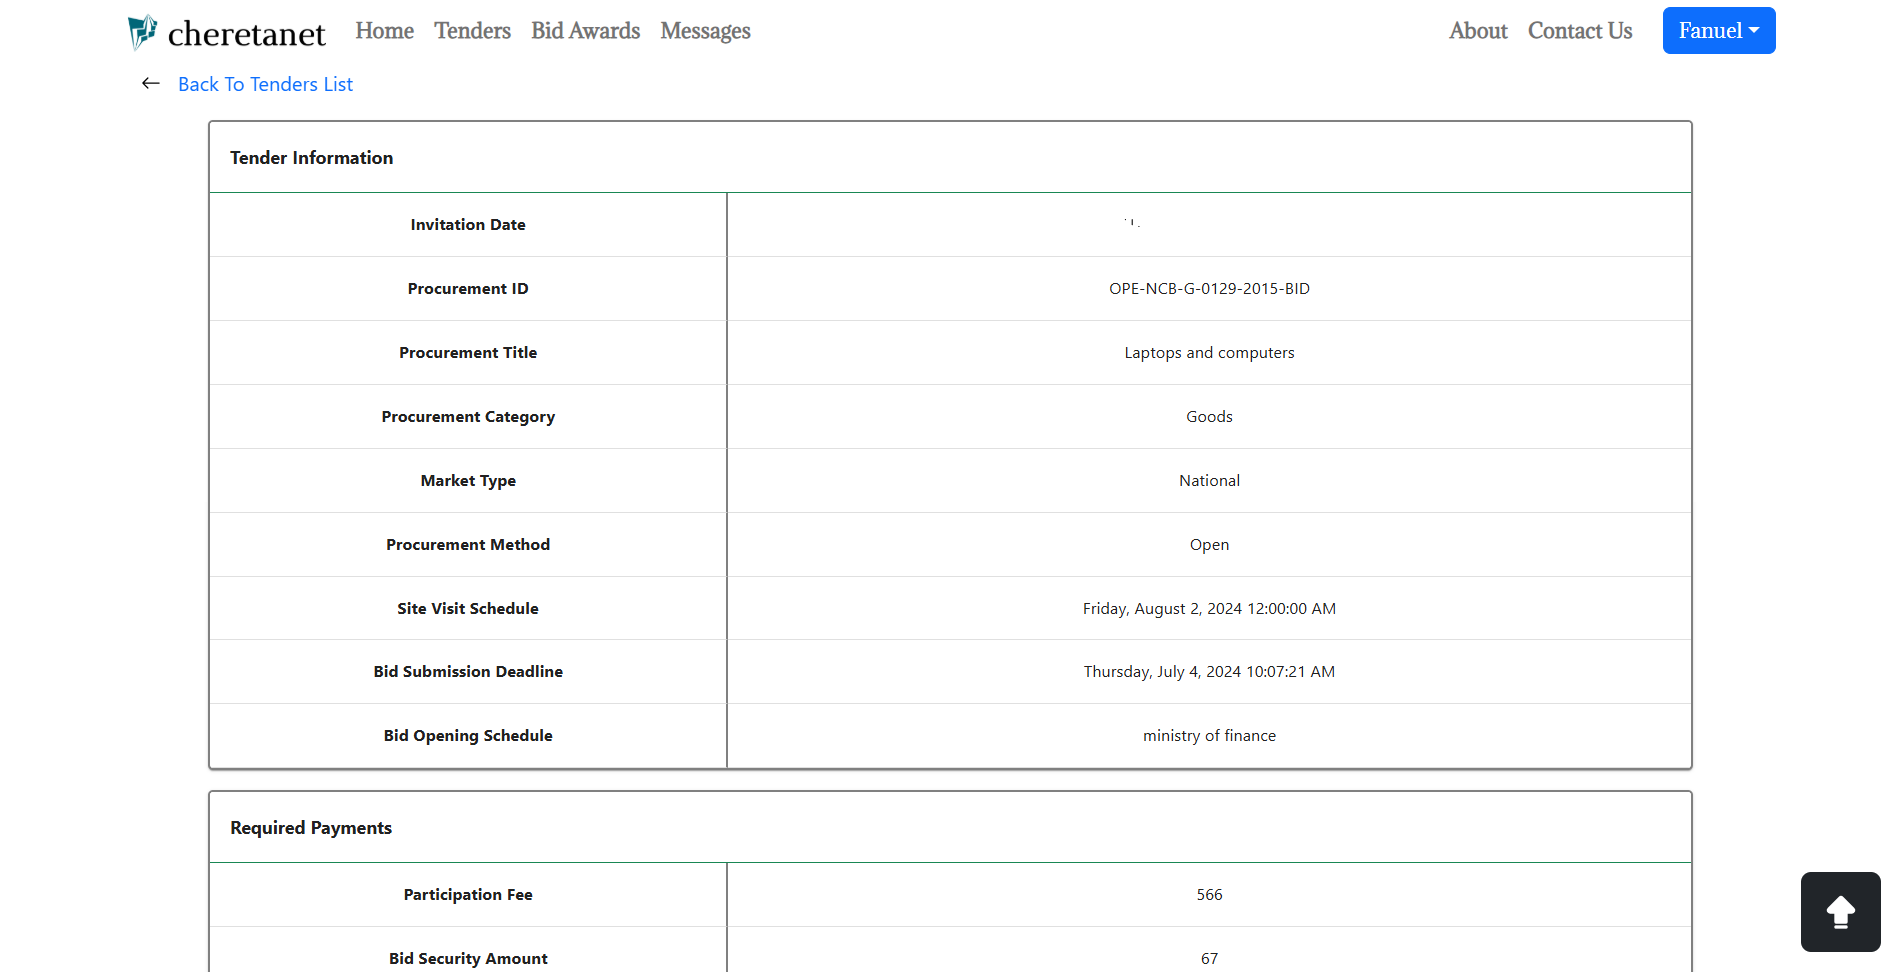 cheretanet Home Tenders Bid Awards Messages About Contact Us Fanuel
Back To Tenders List
Tender Information
Invitation Date
Procurement ID OPE-NCB-G-0129-2015-BID
Procurement Title Laptops and computers
Procurement Category Goods
Market Type National
Procurement Method Open
Site Visit Schedule Friday, August 2, 2024 12:00:00 AM
Bid Submission Deadline Thursday, July 4, 2024 10:07:21 AM
Bid Opening Schedule ministry of finance
Required Payments
Participation Fee 566
Bid Security Amount 67